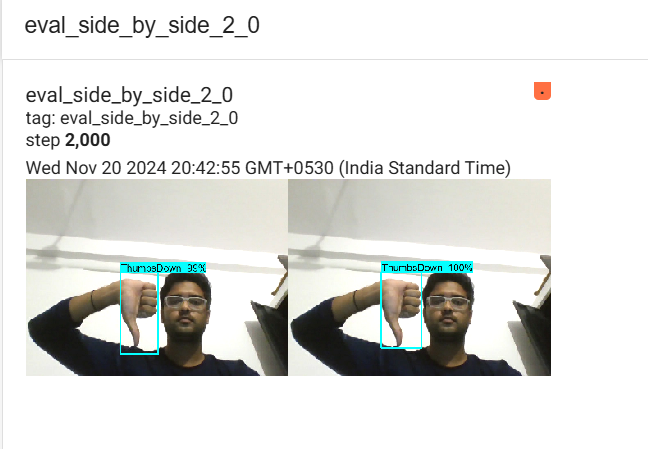 eval_side_by_side_2_0
eval_side_by_side_2_0
tag: eval_side_by_side_2_0
step 2,000
Wed Nov 20 2024 20:42:55 GMT+0530 (India Standard Time)
ThumbsDown 99%
ThumbsDown 100%